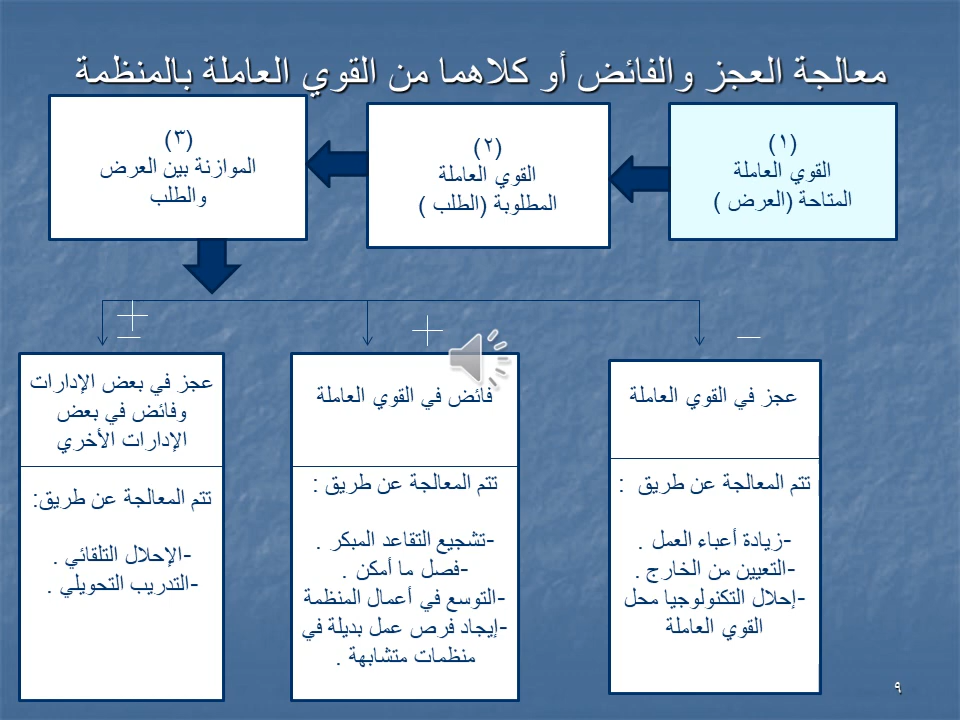 معالجة العجز والفائض أو كلاهما من القوي العاملة بالمنظمة
(١)
القوي العاملة
المتاحة (العرض )
(٢)
القوي العاملة
المطلوبة (الطلب )
(٣)
الموازنة بين العرض
والطلب
عجز في القوي العاملة
تتم المعالجة عن طريق :
-زيادة أعباء العمل .
-التعيين من الخارج .
-إحلال التكنولوجيا محل
القوي العاملة
فائض في القوي العاملة
تتم المعالجة عن طريق :
-تشجيع التقاعد المبكر .
-فصل ما أمكن .
-التوسع في أعمال المنظمة
-إيجاد فرص عمل بديلة في
منظمات متشابهة .
عجز في بعض الإدارات
وفائض في بعض
الإدارات الأخري
تتم المعالجة عن طريق:
-الإحلال التلقائي .
-التدريب التحويلي .
٩